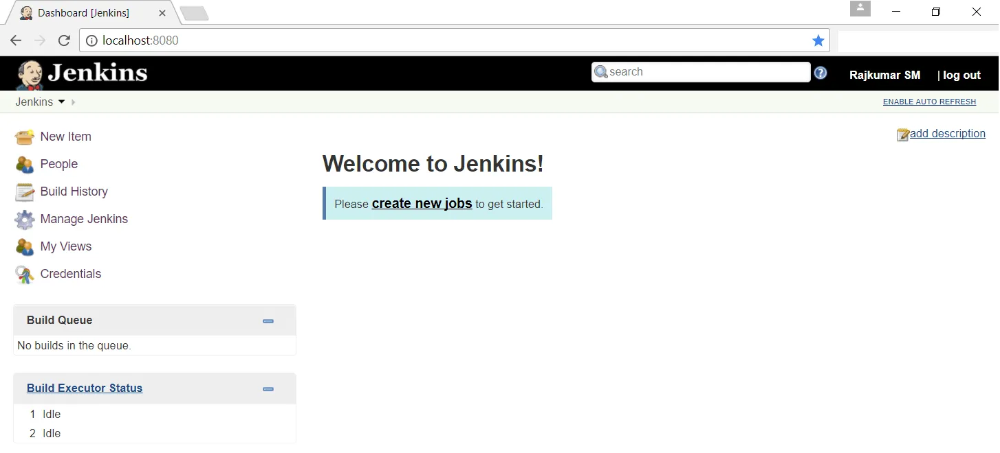 Dashboard [Jenkins]
localhost:8080
Jenkins
search
?
Rajkumar SM
| log out
Jenkins
ENABLE AUTO REFRESH
New Item
People
Build History
Manage Jenkins
My Views
Credentials
add description
Welcome to Jenkins!
Please create new jobs to get started.
Build Queue
No builds in the queue.
Build Executor Status
1 Idle
2 Idle